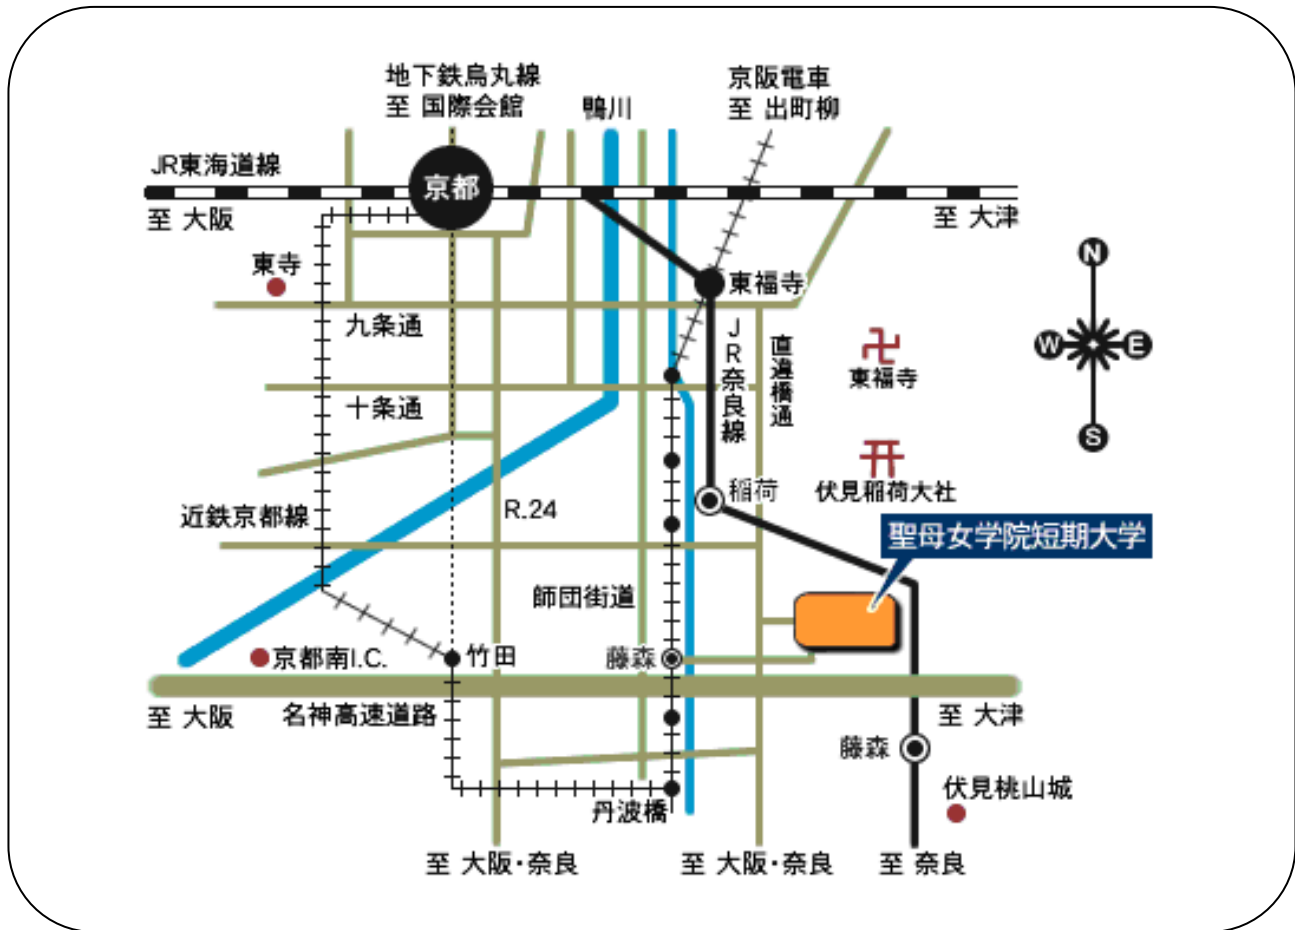 地下鉄烏丸線
至 国際会館
鴨川
京阪電車
至 出町柳
JR東海道線
京都
至 大阪
至 大津
東寺
東福寺
九条通
JR奈良線
直違橋通
東福寺
十条通
N
W
E
S
伏見稲荷大社
稲荷
近鉄京都線
R.24
聖母女学院短期大学
師団街道
京都南I.C.
竹田
藤森
至 大阪
名神高速道路
至 大津
藤森
伏見桃山城
丹波橋
至 大阪・奈良
至 大阪・奈良
至 奈良